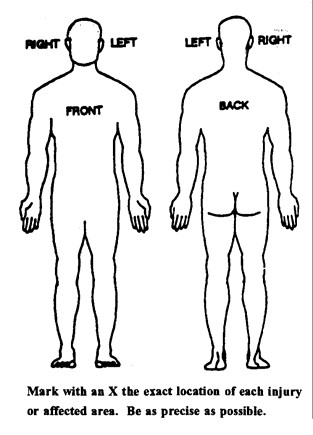 RIGHT LEFT LEFT RIGHT
FRONT BACK
Mark with an X the exact location of each injury
or affected area. Be as precise as possible.